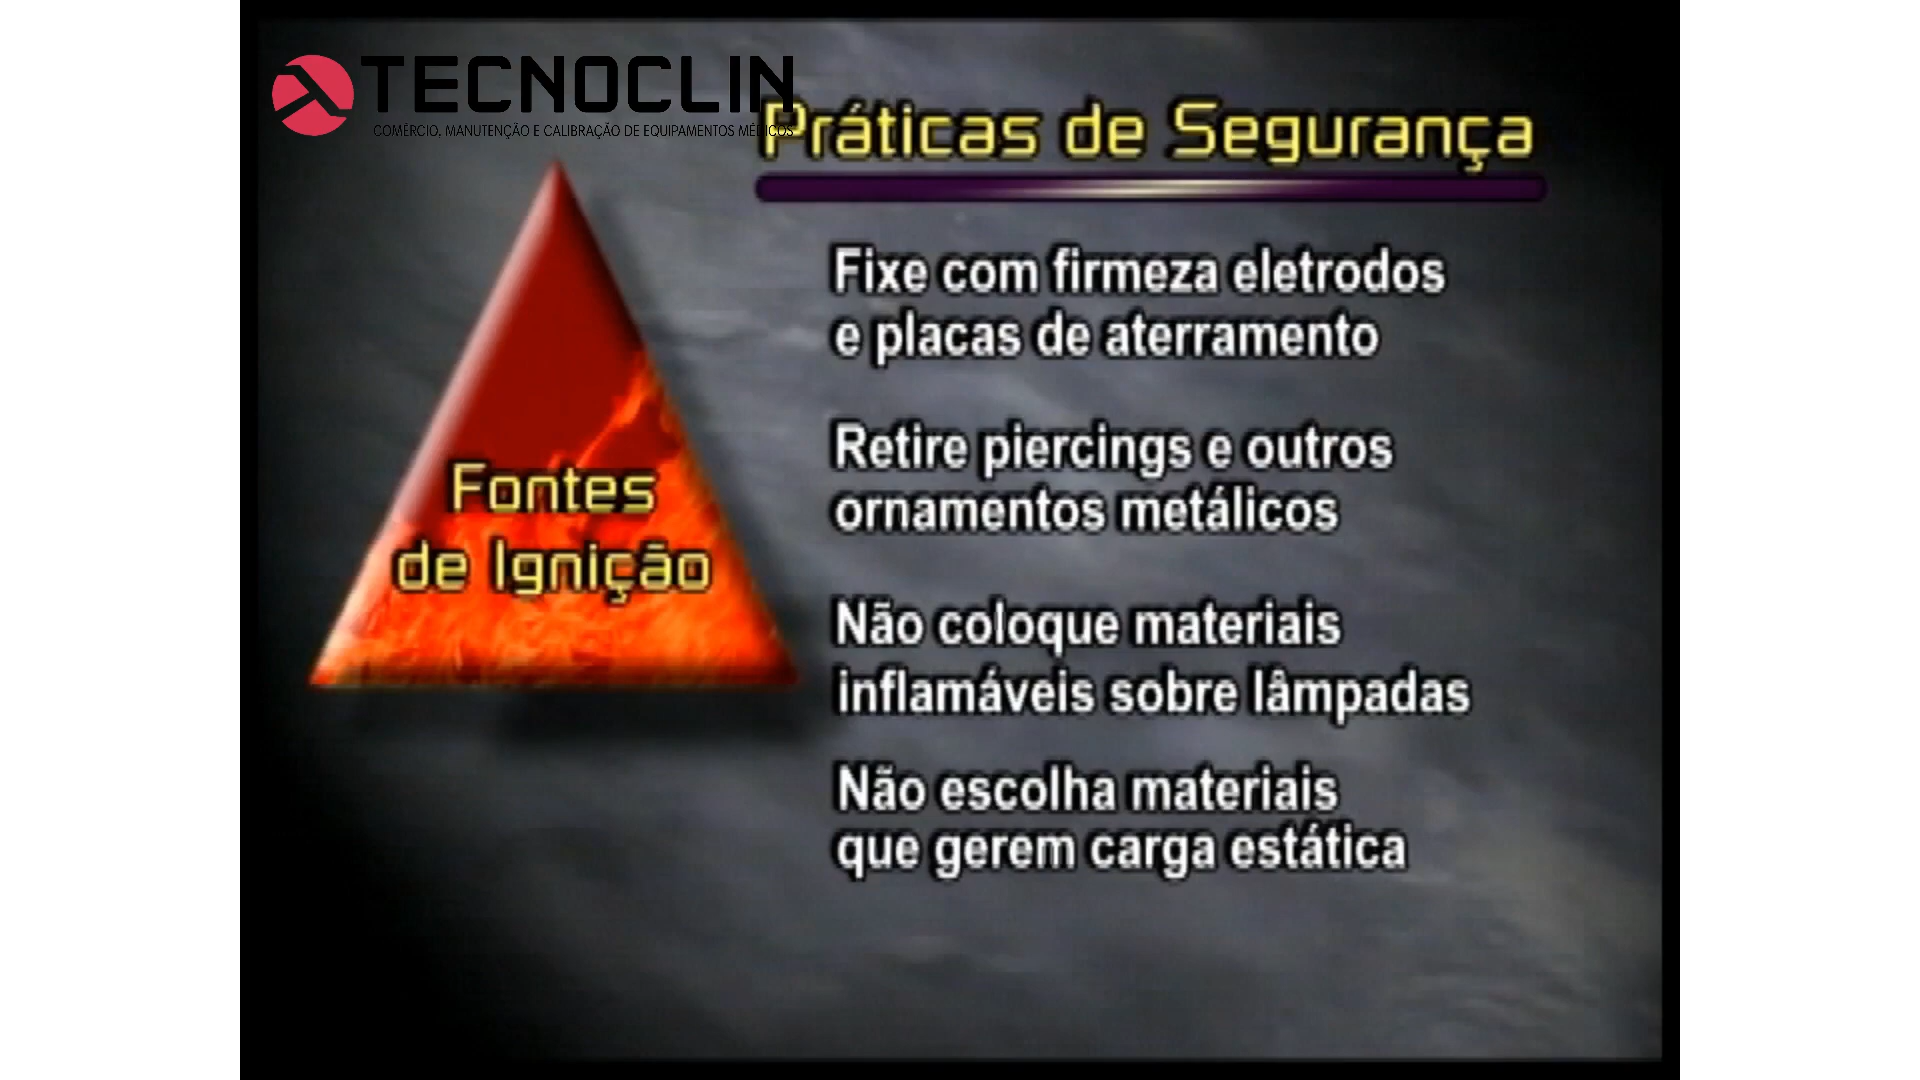 TECNOCLIN
COMÉRCIO, MANUTENÇÃO E CALIBRAÇÃO DE EQUIPAMENTOS MÉDICOS
Práticas de Segurança
Fixe com firmeza eletrodos
e placas de aterramento
Retire piercings e outros
ornamentos metálicos
Fontes
de Ignição
Não coloque materiais
inflamáveis sobre lâmpadas
Não escolha materiais
que gerem carga estática